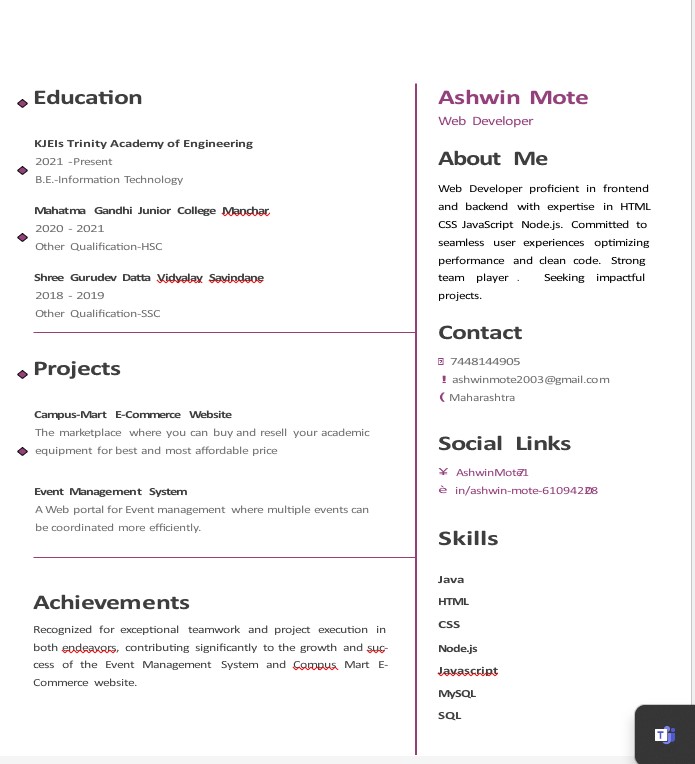 Education
KJEIs Trinity Academy of Engineering
2021 -Present
B.E.-Information Technology
Mahatma Gandhi Junior College Manchar
2020 - 2021
Other Qualification-HSC
Shree Gurudev Datta Vidyalay Savindane
2018 - 2019
Other Qualification-SSC
Projects
Campus-Mart E-Commerce Website
The marketplace where you can buy and resell your academic
equipment for best and most affordable price
Event Management System
A Web portal for Event management where multiple events can
be coordinated more efficiently.
Achievements
Recognized for exceptional teamwork and project execution in
both endeavors, contributing significantly to the growth and suc-
cess of the Event Management System and Compus Mart E-
Commerce website.
Ashwin Mote
Web Developer
About Me
Web Developer proficient in frontend
and backend with expertise in HTML
CSS JavaScript Node.js. Committed to
seamless user experiences optimizing
performance and clean code. Strong
team player . Seeking impactful
projects.
Contact
7448144905
ashwinmote2003@gmail.com
Maharashtra
Social Links
Skills
Java
HTML
CSS
Node.js
Javascript
MySQL
SQL